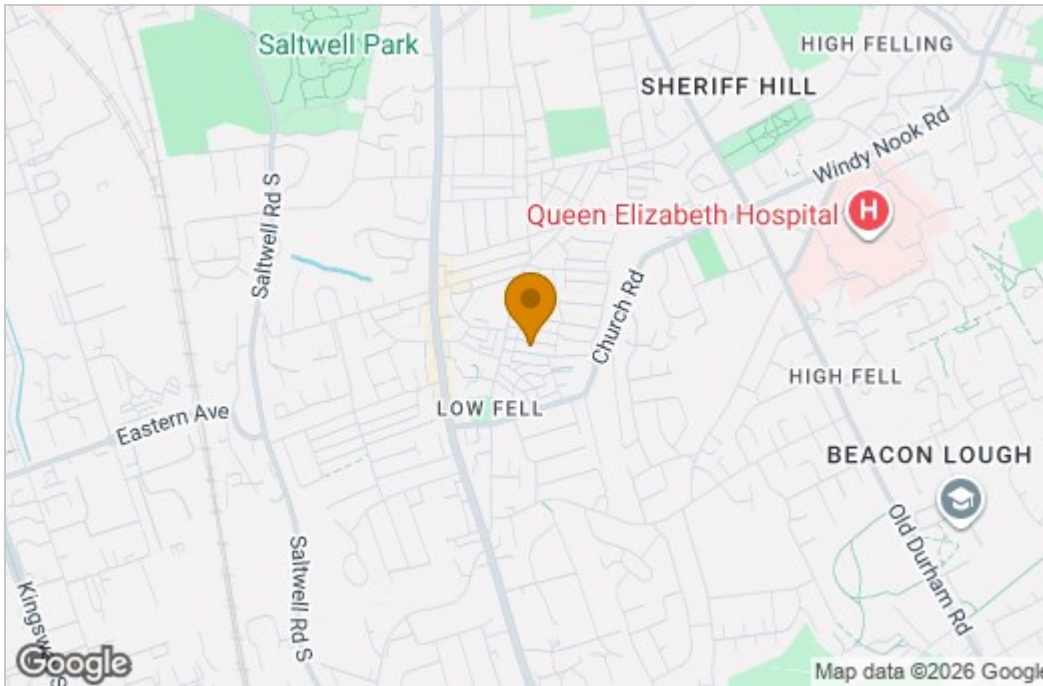 Saltwell Park
HIGH FELLING
SHERIFF HILL
Windy Nook Rd
Queen Elizabeth Hospital
H
Saltwell Rd S
Church Rd
HIGH FELL
LOW FELL
Eastern Ave
BEACON LOUGH
Old Durham Rd
Saltwell Rd S
Google
Map data ©2026 Google